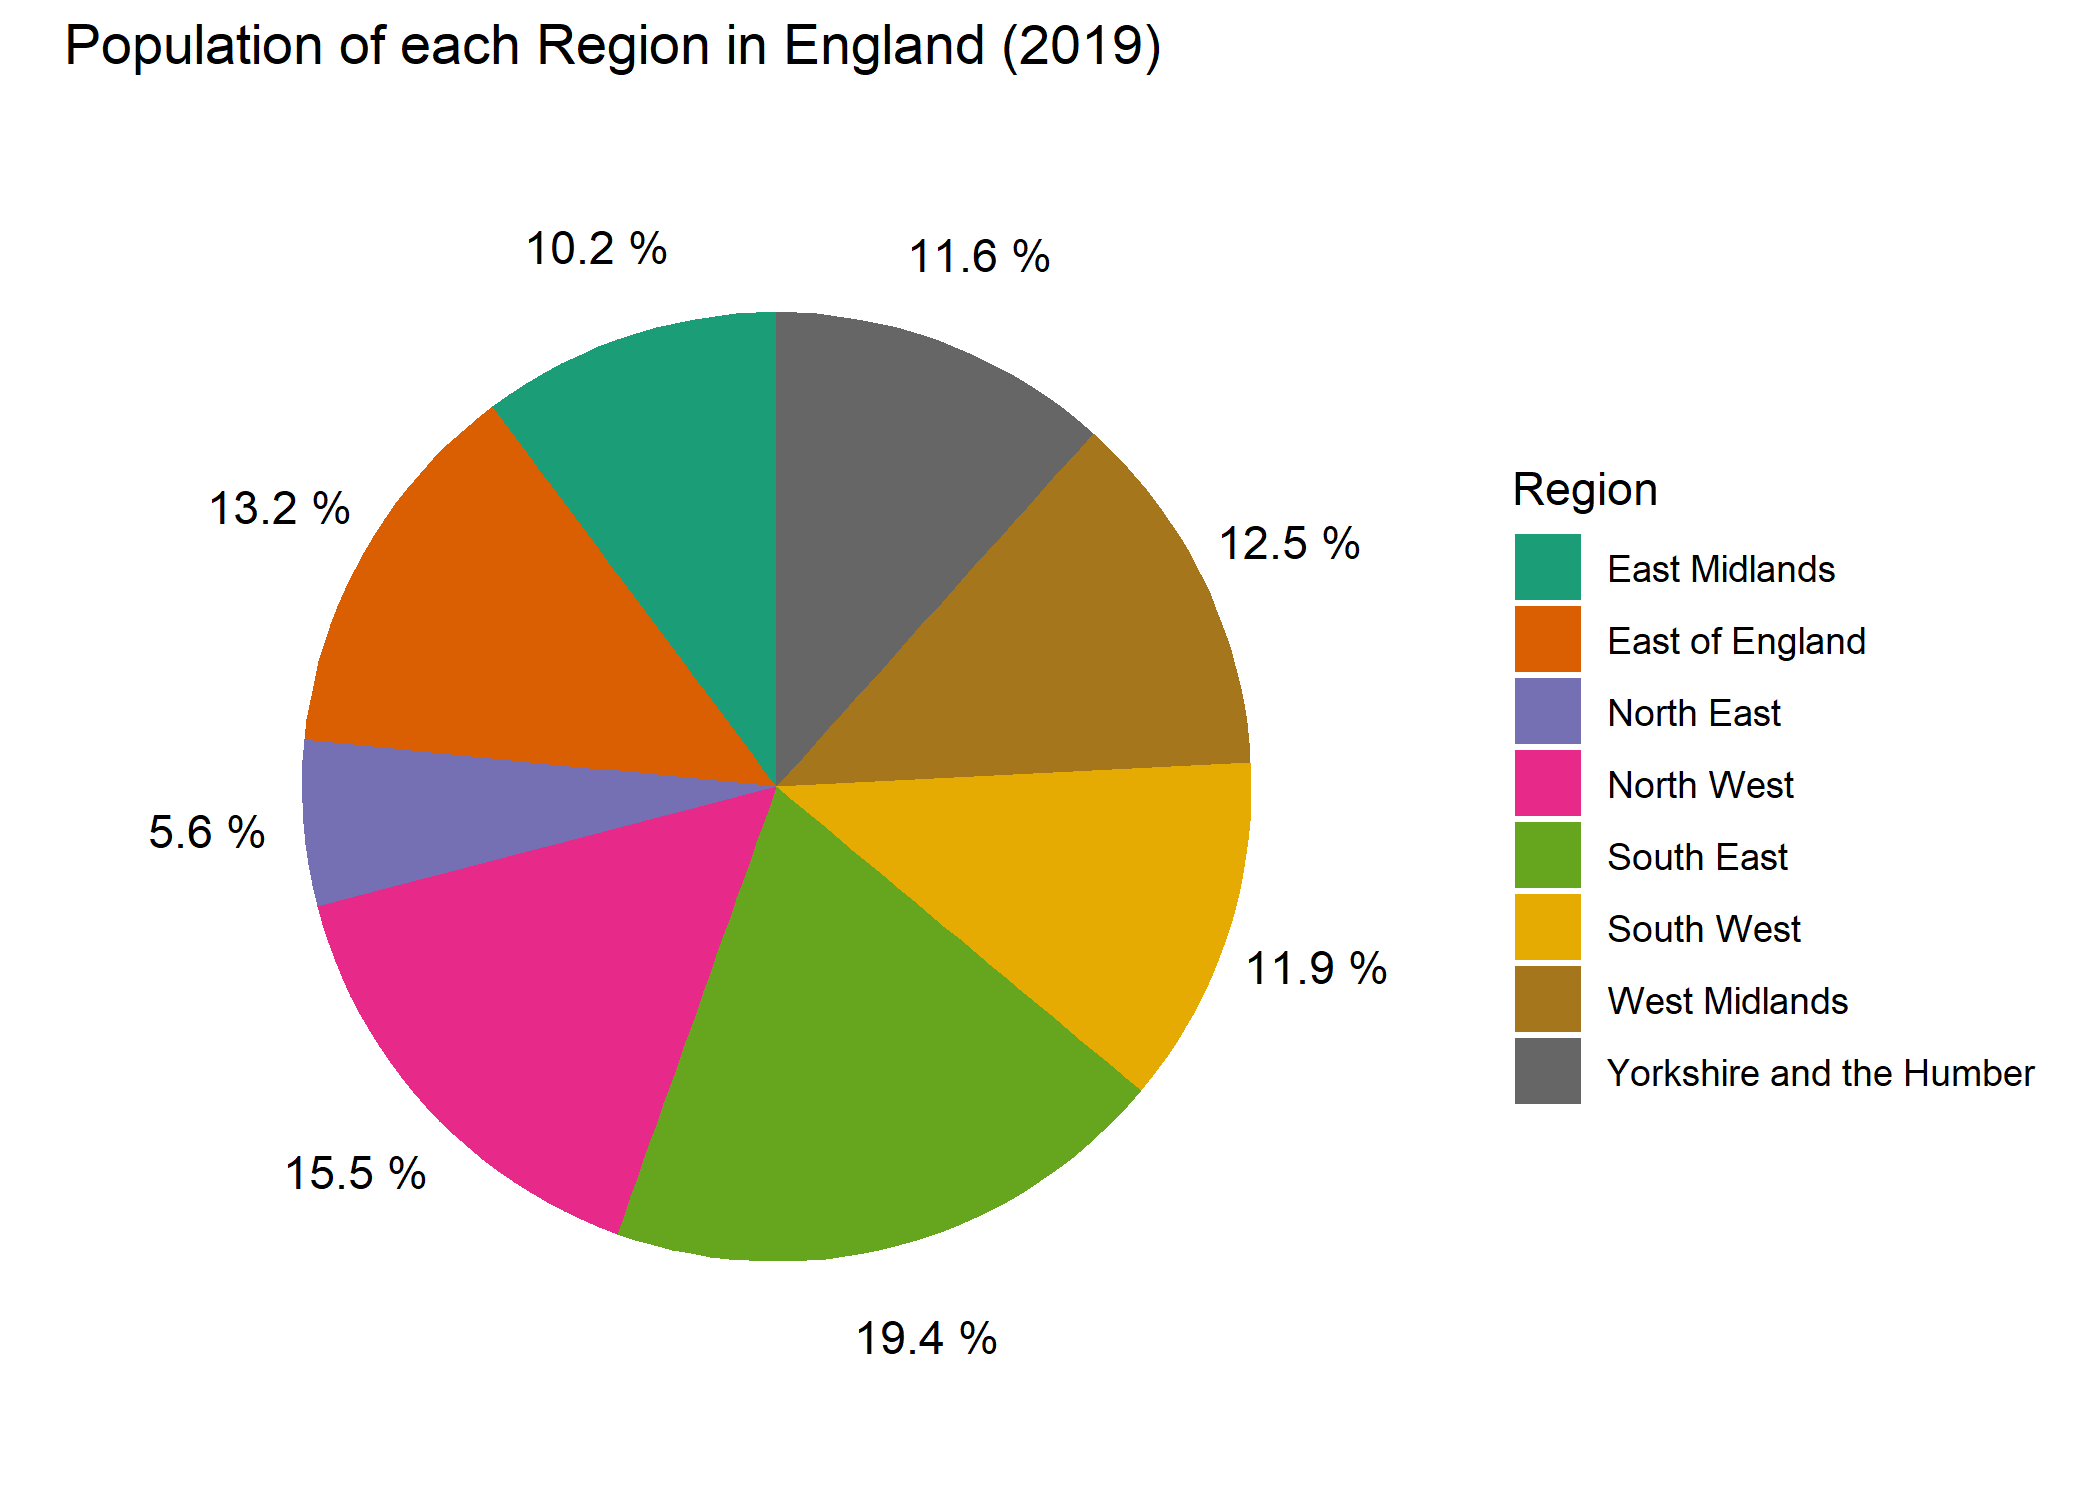 Population of each Region in England (2019)
10.2 %
11.6 %
13.2 %
12.5 %
5.6 %
11.9 %
15.5 %
19.4 %
Region
East Midlands
East of England
North East
North West
South East
South West
West Midlands
Yorkshire and the Humber